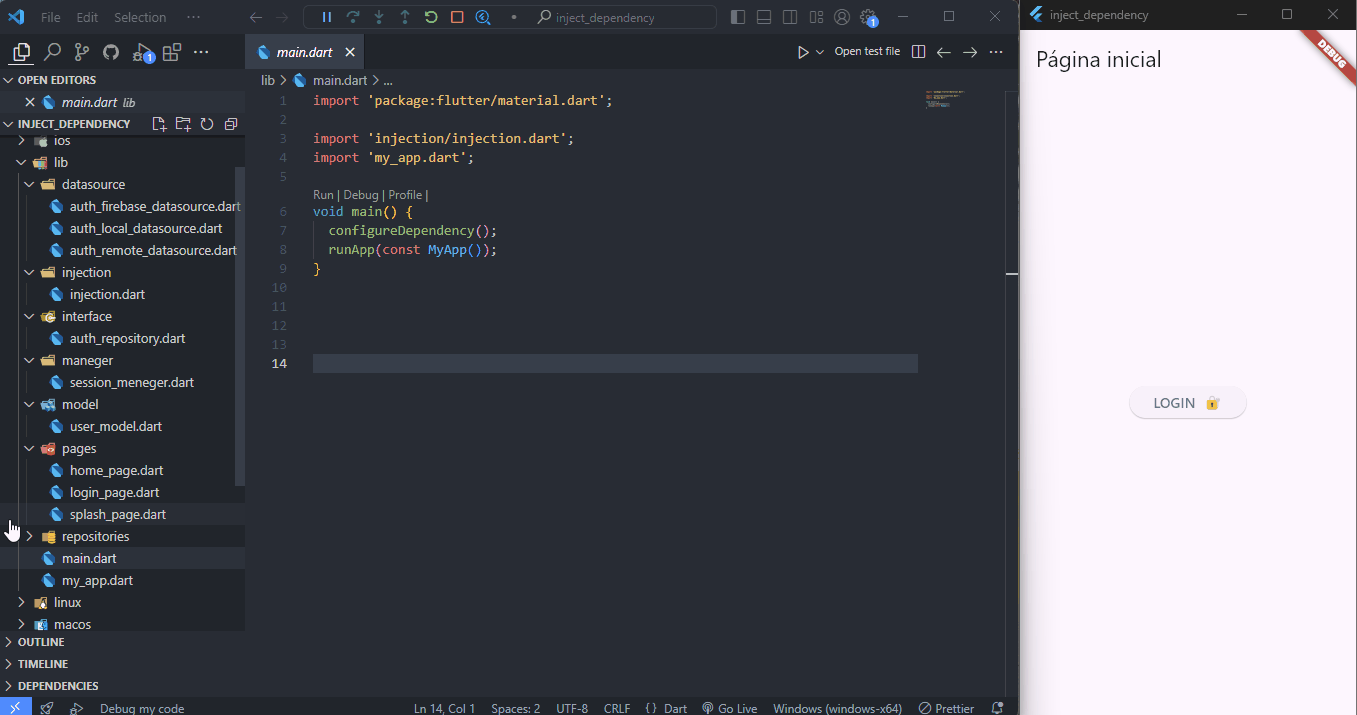 File Edit Selection ··· inject_dependency
1
OPEN EDITORS
main.dart lib
INJECT_DEPENDENCY
ios
lib
datasource
auth_firebase_datasource.dart
auth_local_datasource.dart
auth_remote_datasource.dart
injection
injection.dart
interface
auth_repository.dart
maneger
session_meneger.dart
model
user_model.dart
pages
home_page.dart
login_page.dart
splash_page.dart
repositories
main.dart
my_app.dart
linux
macos
OUTLINE
TIMELINE
DEPENDENCIES
1
main.dart
Open test file
lib > main.dart > ...
1 import 'package:flutter/material.dart';
2
3 import 'injection/injection.dart';
4 import 'my_app.dart';
5
Run | Debug | Profile |
6 void main() {
7 configureDependency();
8 runApp(const MyApp());
9 }
10
11
12
13
14
Debug my code Ln 14, Col 1 Spaces: 2 UTF-8 CRLF {} Dart Go Live Windows (windows-x64) Prettier
inject_dependency
Página inicial
DEBUG
LOGIN